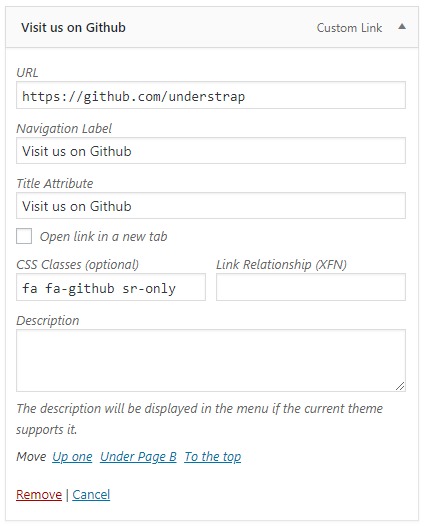 Visit us on Github Custom Link
URL
https://github.com/understrap
Navigation Label
Visit us on Github
Title Attribute
Visit us on Github
Open link in a new tab
CSS Classes (optional) Link Relationship (XFN)
fa fa-github sr-only
Description
The description will be displayed in the menu if the current theme
supports it.
Move Up one Under Page B To the top
Remove | Cancel